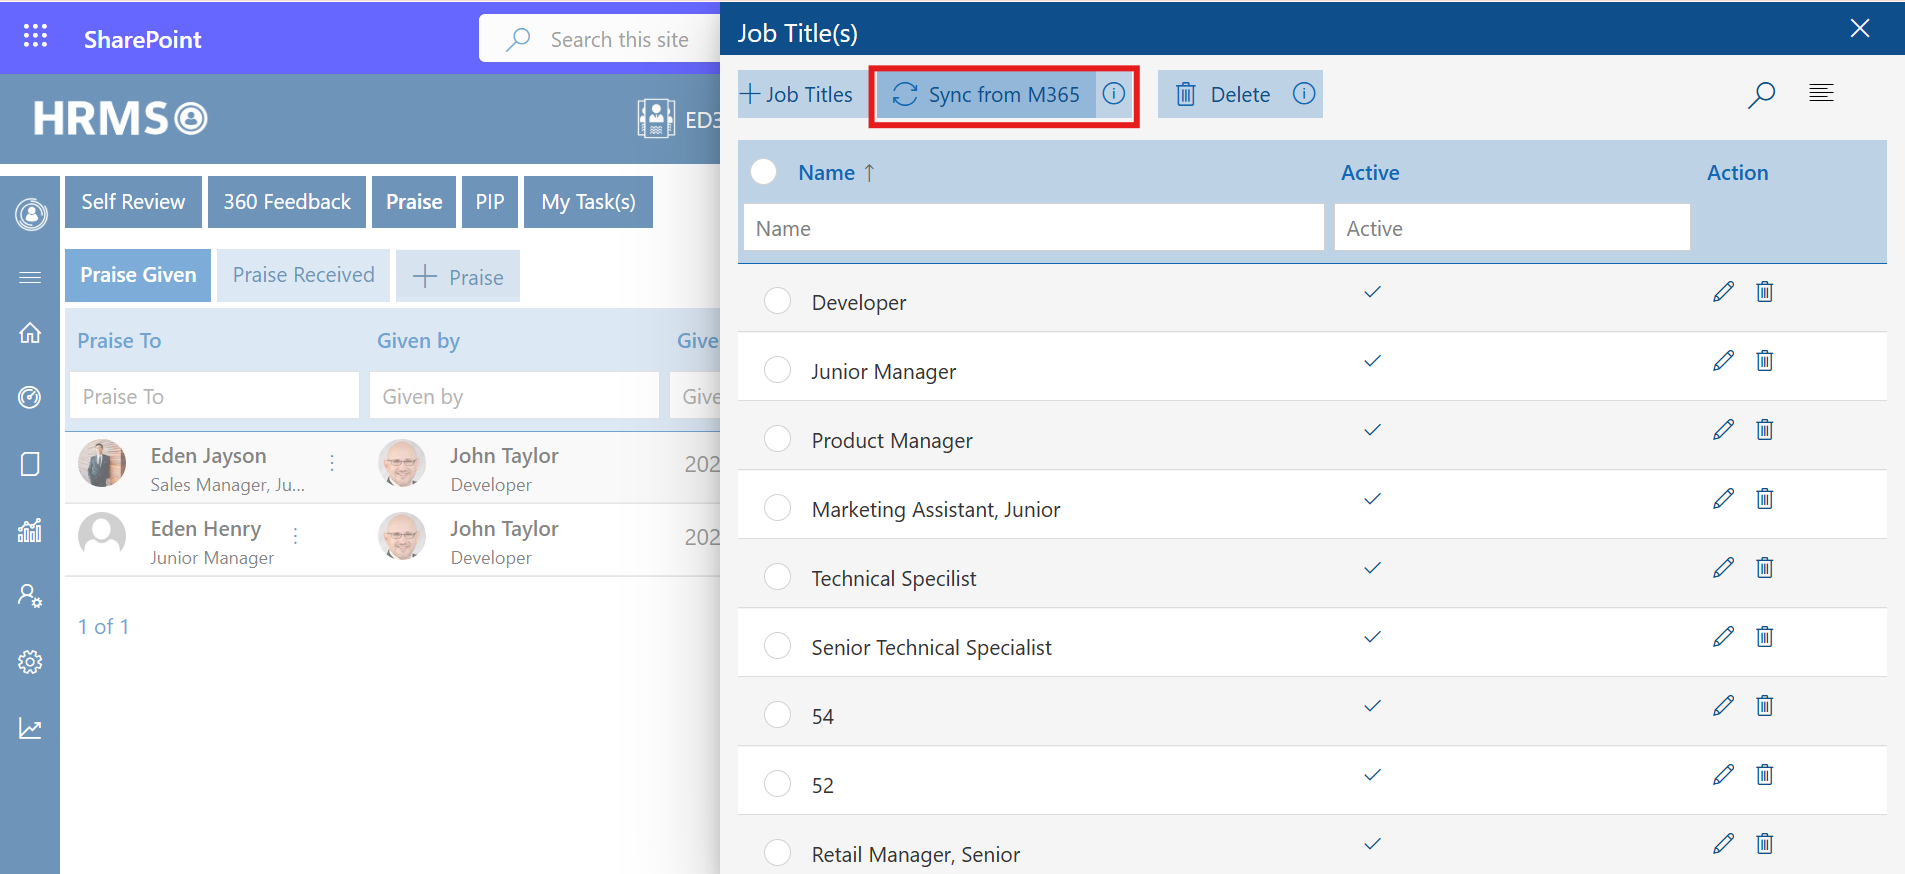 SharePoint
Search this site
HRMS
ED3
Self Review
360 Feedback
Praise
PIP
My Task(s)
Praise Given
Praise Received
+ Praise
Praise To
Given by
Give
Praise To
Given by
Give
Eden Jayson
Sales Manager, Ju...
John Taylor
Developer
202
Eden Henry
Junior Manager
John Taylor
Developer
202
1 of 1
Job Title(s)
+ Job Titles
Sync from M365
Delete
Name ↑
Active
Action
Name
Active
Developer
Junior Manager
Product Manager
Marketing Assistant, Junior
Technical Specilist
Senior Technical Specialist
54
52
Retail Manager, Senior